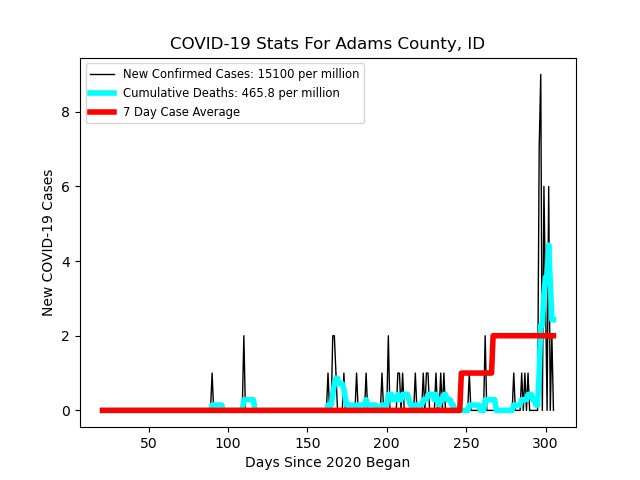 COVID-19 Stats For Adams County, ID
New Confirmed Cases: 15100 per million
Cumulative Deaths: 465.8 per million
7 Day Case Average
New COVID-19 Cases
8
6
4
2
0
50 100 150 200 250 300
Days Since 2020 Began